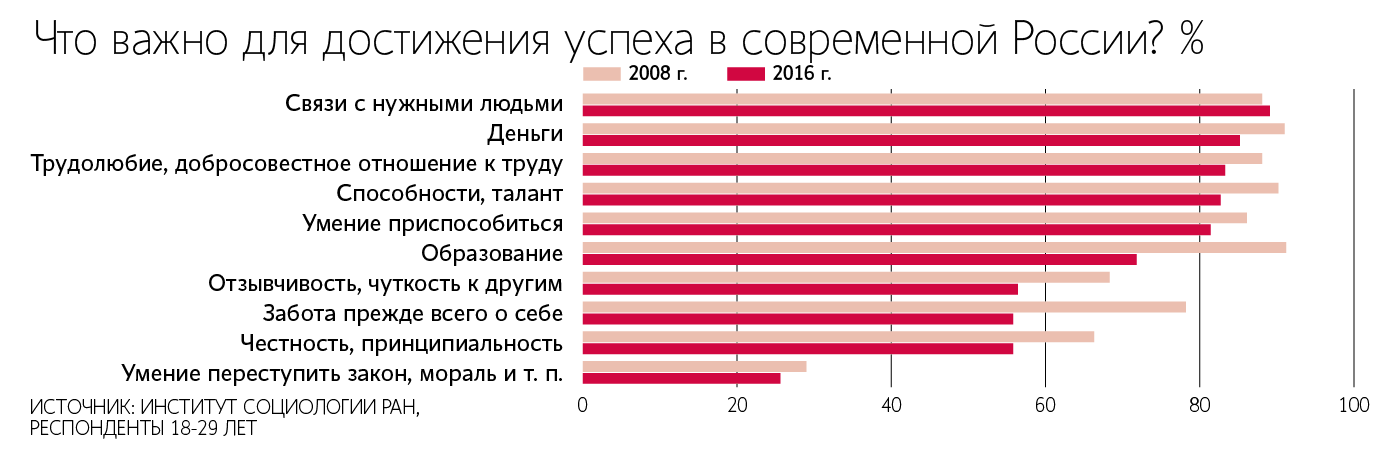 Что важно для достижения успеха в современной России? %
2008 г. 2016 г.
Связи с нужными людьми
Деньги
Трудолюбие, добросовестное отношение к труду
Способности, талант
Умение приспособиться
Образование
Отзывчивость, чуткость к другим
Забота прежде всего о себе
Честность, принципиальность
Умение переступить закон, мораль и т. п.
0 20 40 60 80 100
ИСТОЧНИК: ИНСТИТУТ СОЦИОЛОГИИ РАН,
РЕСПОНДЕНТЫ 18-29 ЛЕТ